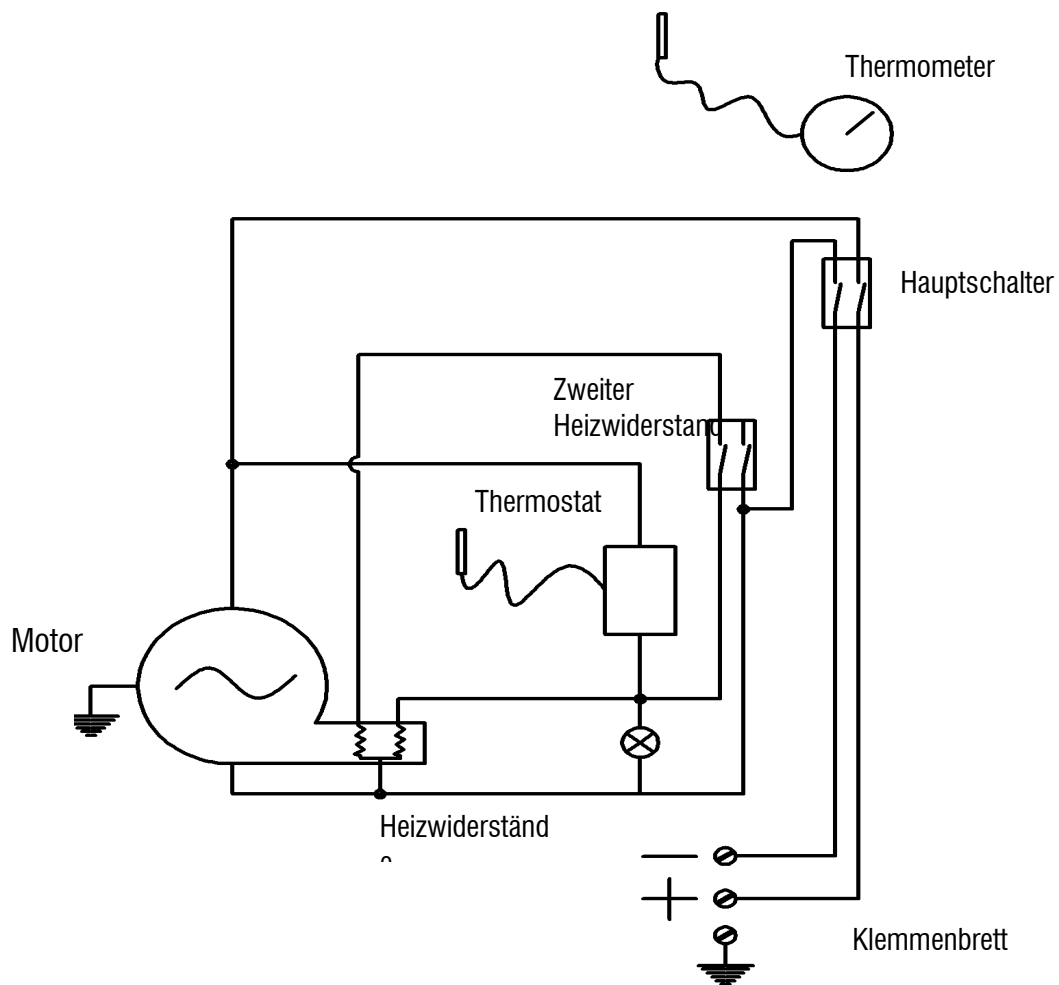 Thermometer
Hauptschalter
Zweiter
Heizwiderstand
Thermostat
Motor
Heizwiderständ
Klemmenbrett